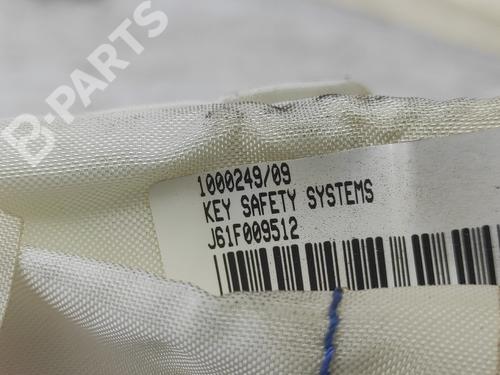 B-PARTS
1000249/09
KEY SAFETY SYSTEMS
J61F009512